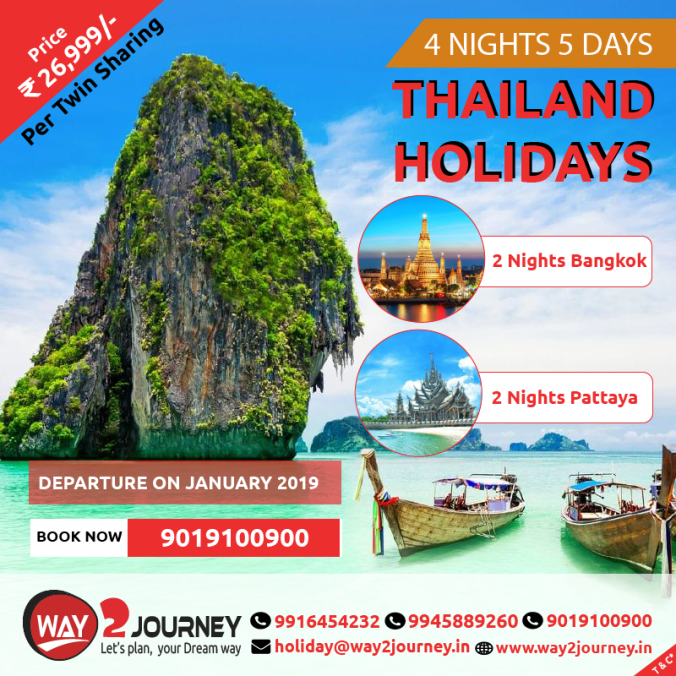 Price
₹ 26,999/-
Per Twin Sharing
4 NIGHTS 5 DAYS
THAILAND
HOLIDAYS
2 Nights Bangkok
2 Nights Pattaya
DEPARTURE ON JANUARY 2019
BOOK NOW 9019100900
WAY 2 JOURNEY
Let's plan, your Dream way
9916454232 9945889260 9019100900
holiday@way2journey.in www.way2journey.in
T & C*